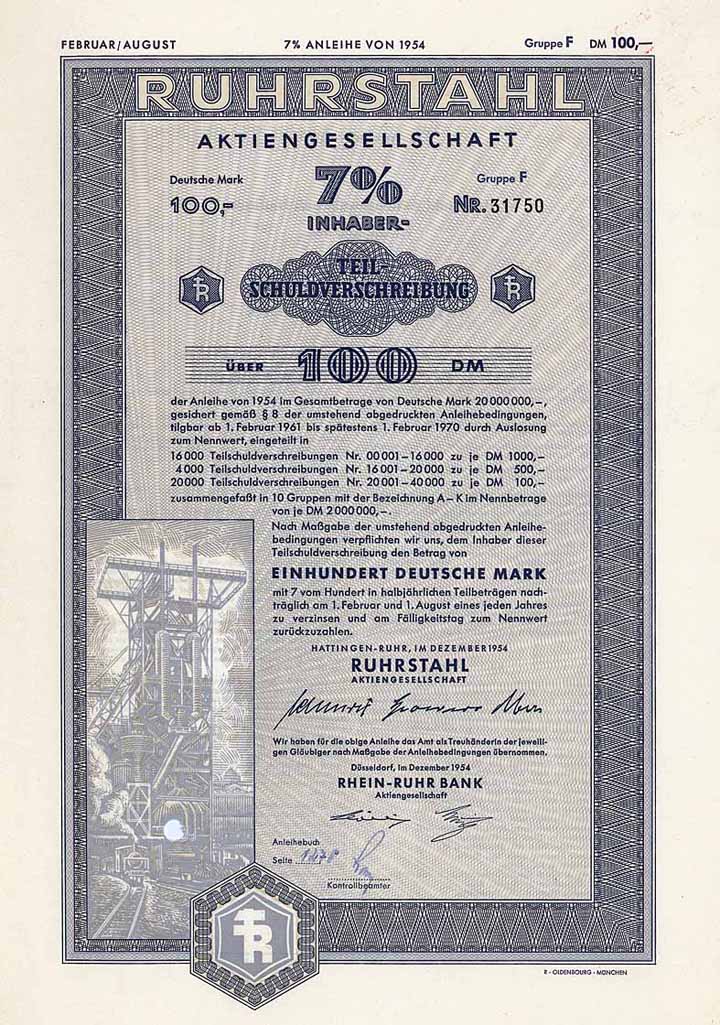 FEBRUAR/AUGUST 7% ANLEIHE VON 1954 Gruppe F DM 100,—
RUHRSTAHL
AKTIENGESELLSCHAFT
Deutsche Mark 7% Gruppe F
100,- NR. 31750
INHABER-
TEIL-
SCHULDVERSCHREIBUNG
ÜBER 100 DM
der Anleihe von 1954 im Gesamtbetrage von Deutsche Mark 20 000 000,–,
gesichert gemäß § 8 der umstehend abgedruckten Anleihebedingungen,
tilgbar ab 1. Februar 1961 bis spätestens 1. Februar 1970 durch Auslosung
zum Nennwert, eingeteilt in
16 000 Teilschuldverschreibungen Nr. 00 001–16 000 zu je DM 1000,–
4 000 Teilschuldverschreibungen Nr. 16 001–20 000 zu je DM 500,–
20 000 Teilschuldverschreibungen Nr. 20 001–40 000 zu je DM 100,–
zusammengefaßt in 10 Gruppen mit der Bezeichnung A–K im Nennbetrage
von je DM 2 000 000,–.
Nach Maßgabe der umstehend abgedruckten Anleihe-
bedingungen verpflichten wir uns, dem Inhaber dieser
Teilschuldverschreibung den Betrag von
EINHUNDERT DEUTSCHE MARK
mit 7 vom Hundert in halbjährlichen Teilbeträgen nach-
träglich am 1. Februar und 1. August eines jeden Jahres
zu verzinsen und am Fälligkeitstag zum Nennwert
zurückzuzahlen.
HATTINGEN-RUHR, IM DEZEMBER 1954
RUHRSTAHL
AKTIENGESELLSCHAFT
Wir haben für die obige Anleihe das Amt als Treuhänderin der jeweili-
gen Gläubiger nach Maßgabe der Anleihebedingungen übernommen.
Düsseldorf, im Dezember 1954
RHEIN-RUHR BANK
Aktiengesellschaft
Anleihebuch
Seite
Kontrollbeamter
R
R · OLDENBOURG · MÜNCHEN